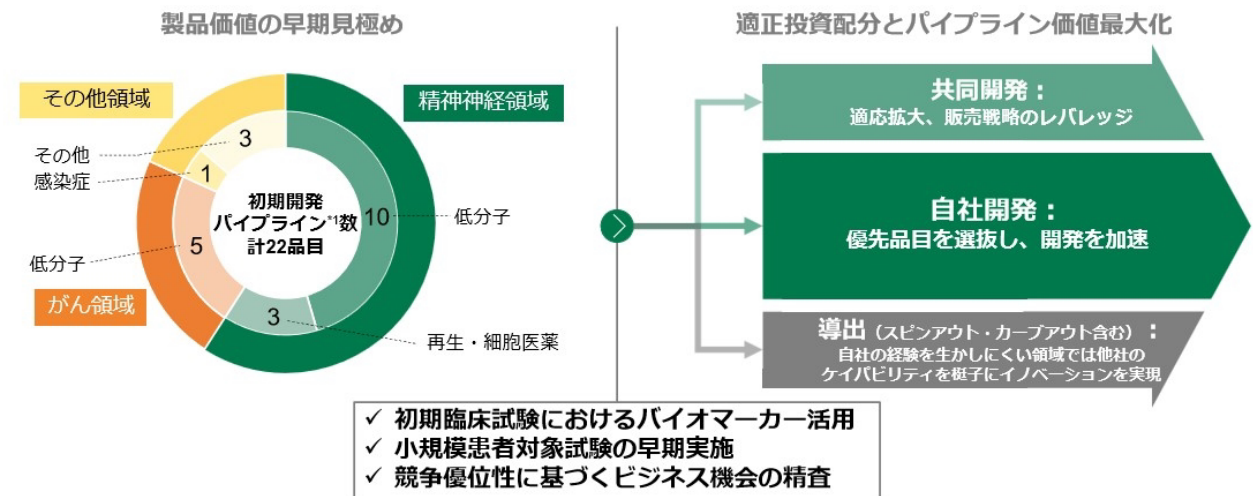 製品価値の早期見極め
その他領域
精神神経領域
その他
感染症
低分子
がん領域
3
1
5
10
3
初期開発
パイプライン*1数
計22品目
低分子
再生・細胞医薬
適正投資配分とパイプライン価値最大化
共同開発：
適応拡大、販売戦略のレバレッジ
自社開発：
優先品目を選抜し、開発を加速
導出（スピンアウト・カーブアウト含む）：
自社の経験を生かしにくい領域では他社の
ケイパビリティを梃子にイノベーションを実現
✓ 初期臨床試験におけるバイオマーカー活用
✓ 小規模患者対象試験の早期実施
✓ 競争優位性に基づくビジネス機会の精査